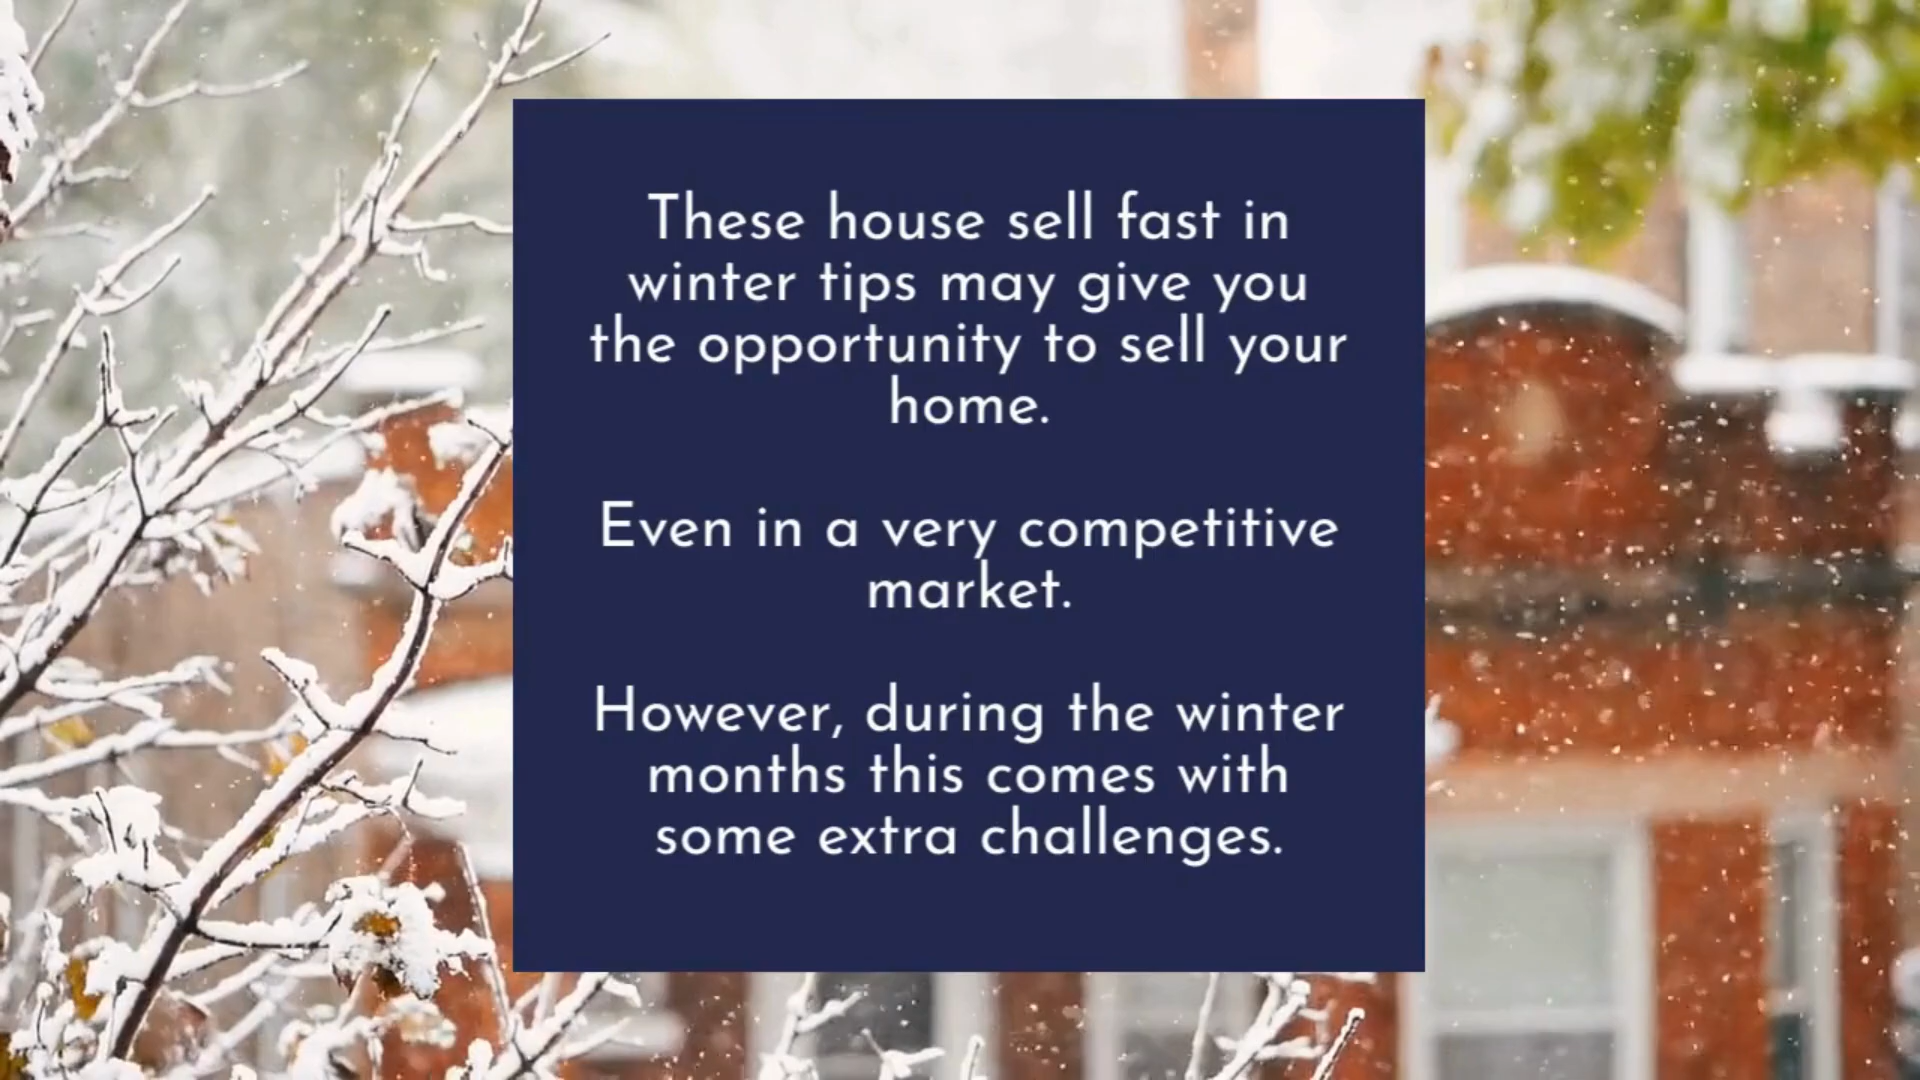 These house sell fast in
winter tips may give you
the opportunity to sell your
home.
Even in a very competitive
market.
However, during the winter
months this comes with
some extra challenges.